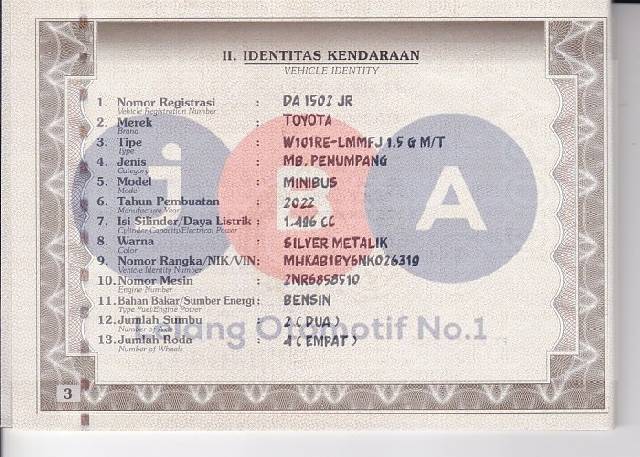 II. IDENTITAS KENDARAAN
VEHICLE IDENTITY
1 Nomor Registrasi : DA 1502 JR
Vehicle Registration Number
2. Merek : TOYOTA
Brand
3. Tipe : W101RE-LMMFJ 1.5 G M/T
Type
4. Jenis : MB. PENUMPANG
Category
5. Model : MINIBUS
Model
6. Tahun Pembuatan : 2022
Manufacture Year
7. Isi Silinder/Daya Listrik : 1.496 CC
Cylinder Capacity/Electrical Power
8. Warna : SILVER METALIK
Color
9. Nomor Rangka/NIK/VIN : MHKAB1BY6NK026319
Vehicle Identity Number
10. Nomor Mesin : 2NRG858510
Engine Number
11. Bahan Bakar/Sumber Energi : BENSIN
Type Fuel/Engine Power
12. Jumlah Sumbu : 2 (DUA)
Number of Axle
13. Jumlah Roda : 4 (EMPAT)
Number of Wheels
iBA
Lelang Otomotif No.1
3